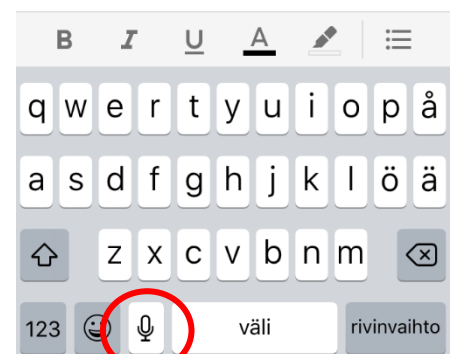 B I U A
q w e r t y u i o p å
a s d f g h j k l ö ä
z x c v b n m
123 väli rivinvaihto